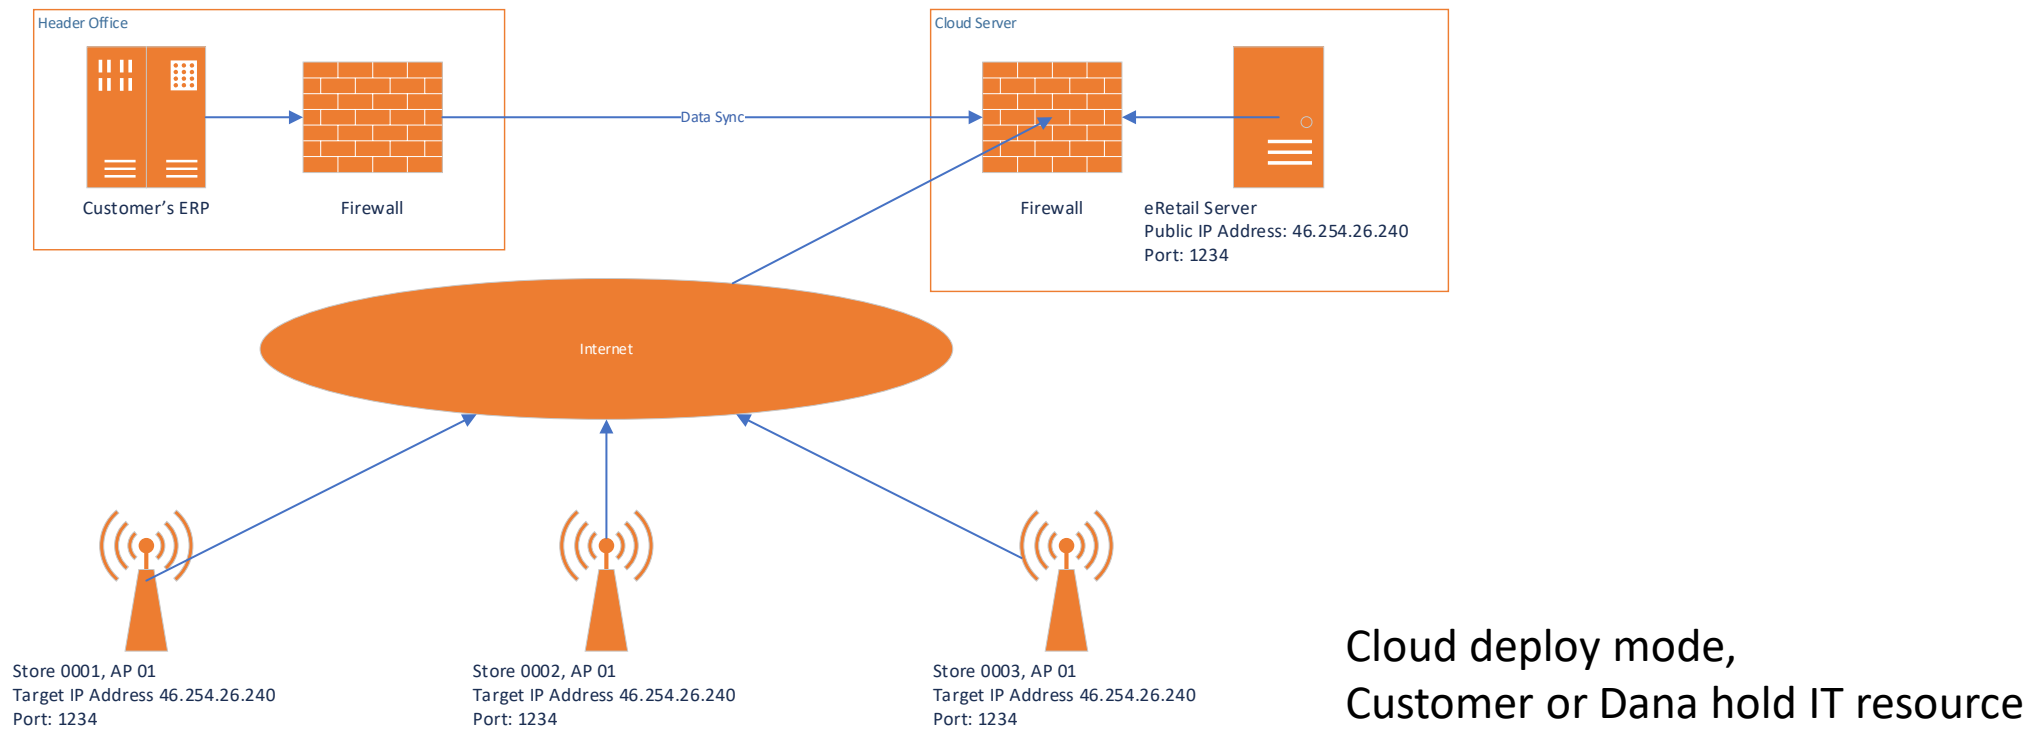 Header Office
Cloud Server
Data Sync
Customer's ERP
Firewall
Firewall
eRetail Server
Public IP Address: 46.254.26.240
Port: 1234
Internet
Store 0001, AP 01
Target IP Address 46.254.26.240
Port: 1234
Store 0002, AP 01
Target IP Address 46.254.26.240
Port: 1234
Store 0003, AP 01
Target IP Address 46.254.26.240
Port: 1234
Cloud deploy mode,
Customer or Dana hold IT resource